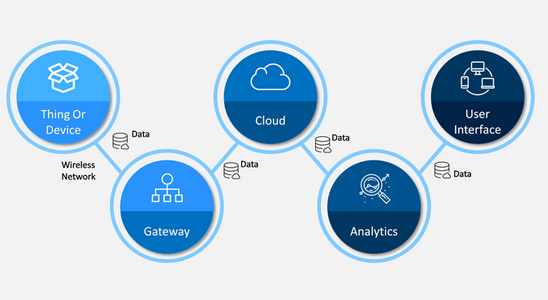 Thing Or
Device
Data
Wireless
Network
Gateway
Data
Cloud
Data
Analytics
Data
User
Interface